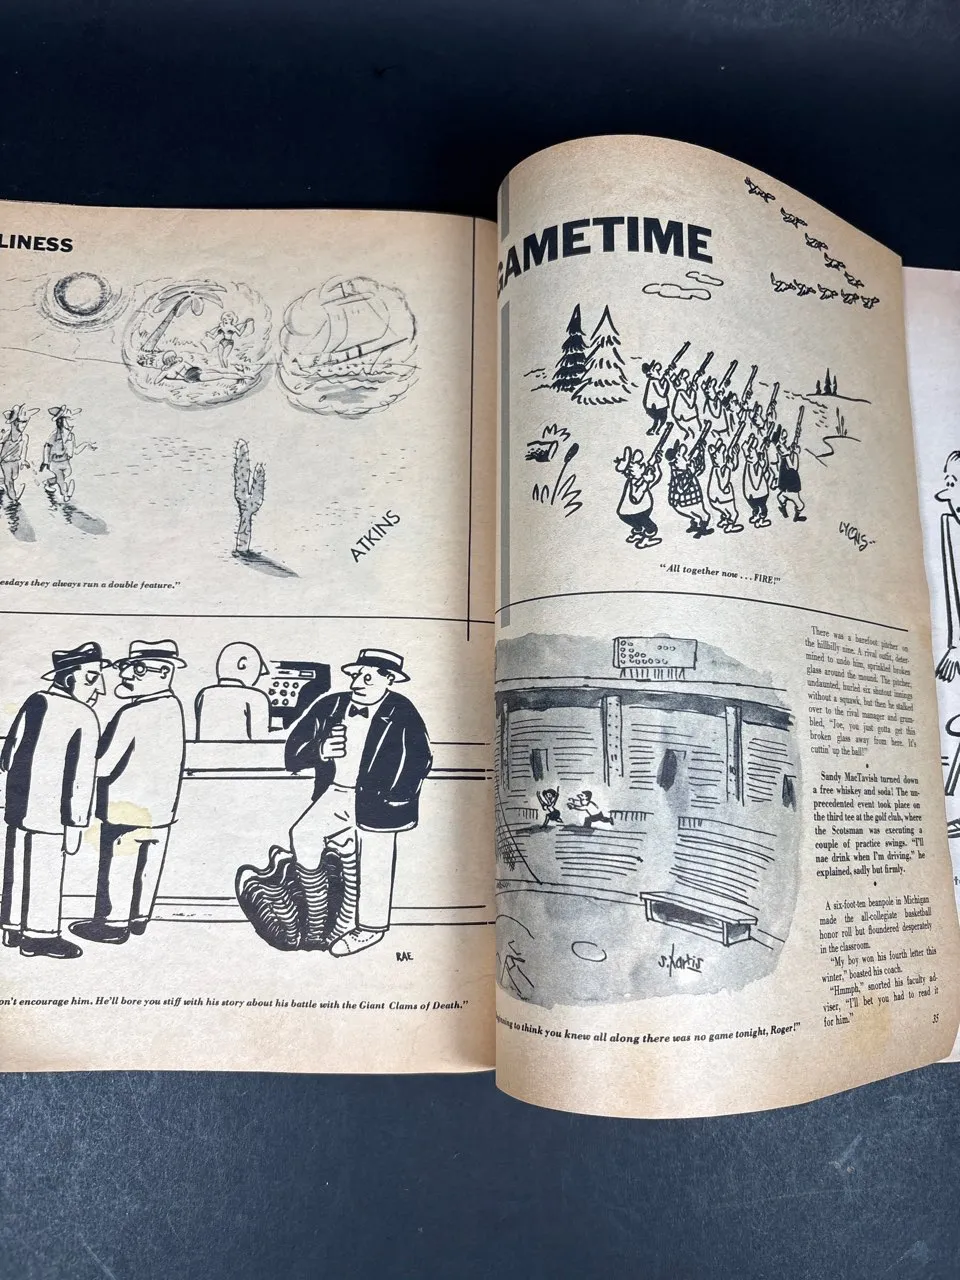 LINESS
ATKINS
esdays they always run a double feature."
C
RAE
on't encourage him. He'll bore you stiff with his story about his battle with the Giant Clams of Death."
GAMETIME
LYONS
"All together now . . . FIRE!"
to think you knew all along there was no game tonight, Roger!"
There was a barefoot pitcher on
the hillbilly nine. A rival outfit, deter-
mined to undo him, sprinkled broken
glass around the mound. The pitcher,
undaunted, hurled six shutout innings
without a squawk, but then he stalked
over to the rival manager and grum-
bled, "Joe, you just gotta get this
broken glass away from here. It's
cuttin' up the ball!"
Sandy MacTavish turned down
a free whiskey and soda! The un-
precedented event took place on
the third tee at the golf club, where
the Scotsman was executing a
couple of practice swings. "I'll
nae drink when I'm driving," he
explained, sadly but firmly.
A six-foot-ten beanpole in Michigan
made the all-collegiate basketball
honor roll but floundered desperately
in the classroom.
"My boy won his fourth letter this
winter," boasted his coach.
"Hmmph," snorted his faculty ad-
viser, "I'll bet you had to read it
for him."
35